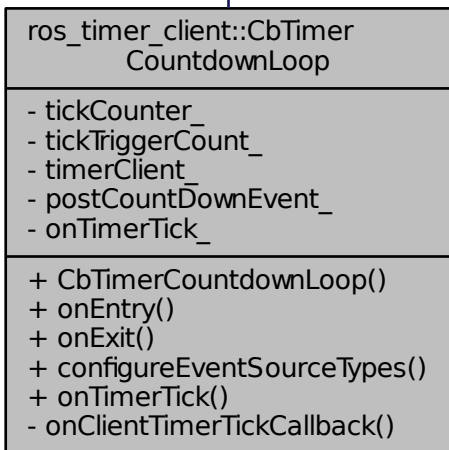 ros_timer_client::CbTimer
CountdownLoop
- tickCounter_
- tickTriggerCount_
- timerClient_
- postCountDownEvent_
- onTimerTick_
+ CbTimerCountdownLoop()
+ onEntry()
+ onExit()
+ configureEventSourceTypes()
+ onTimerTick()
- onClientTimerTickCallback()